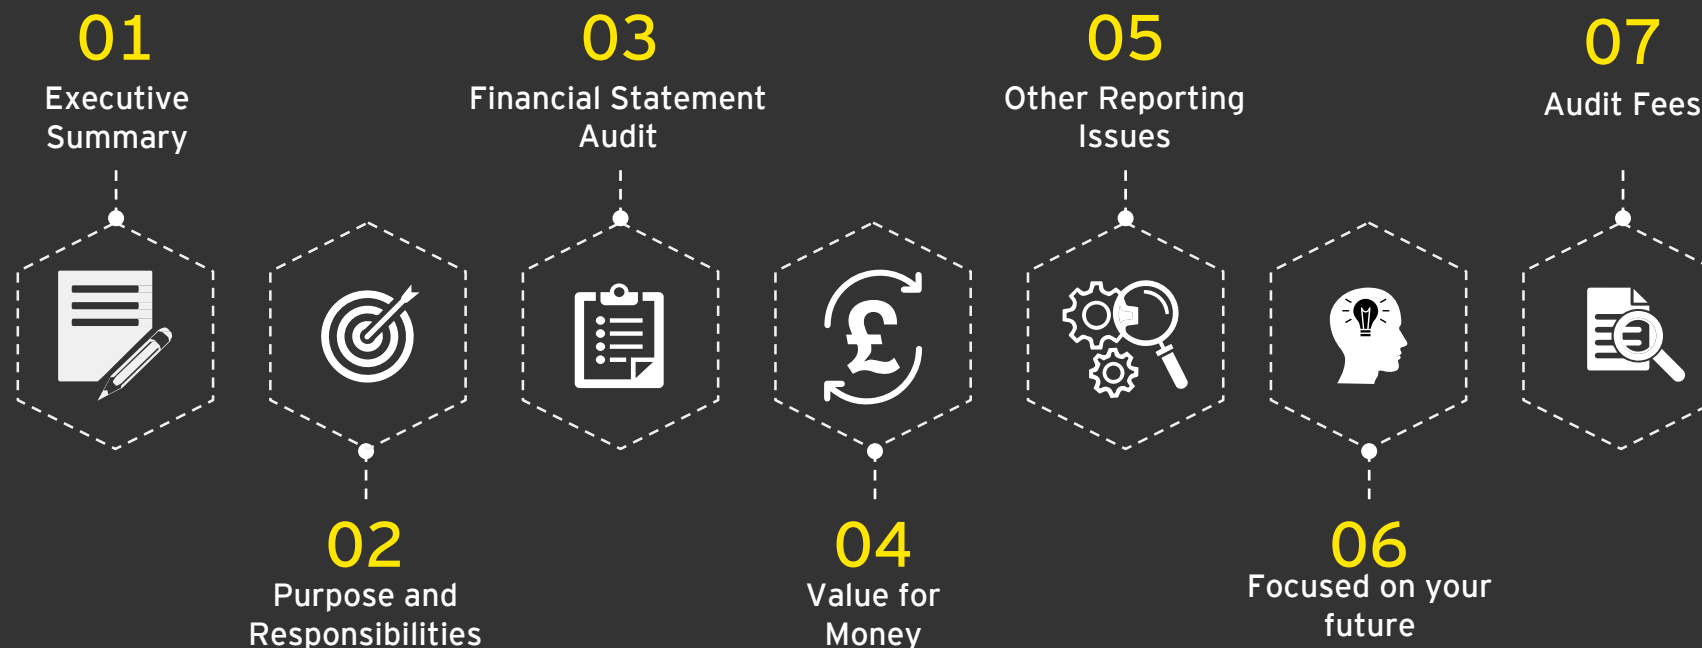 01
Executive
Summary
02
Purpose and
Responsibilities
03
Financial Statement
Audit
04
Value for
Money
05
Other Reporting
Issues
06
Focused on your
future
07
Audit Fees
£